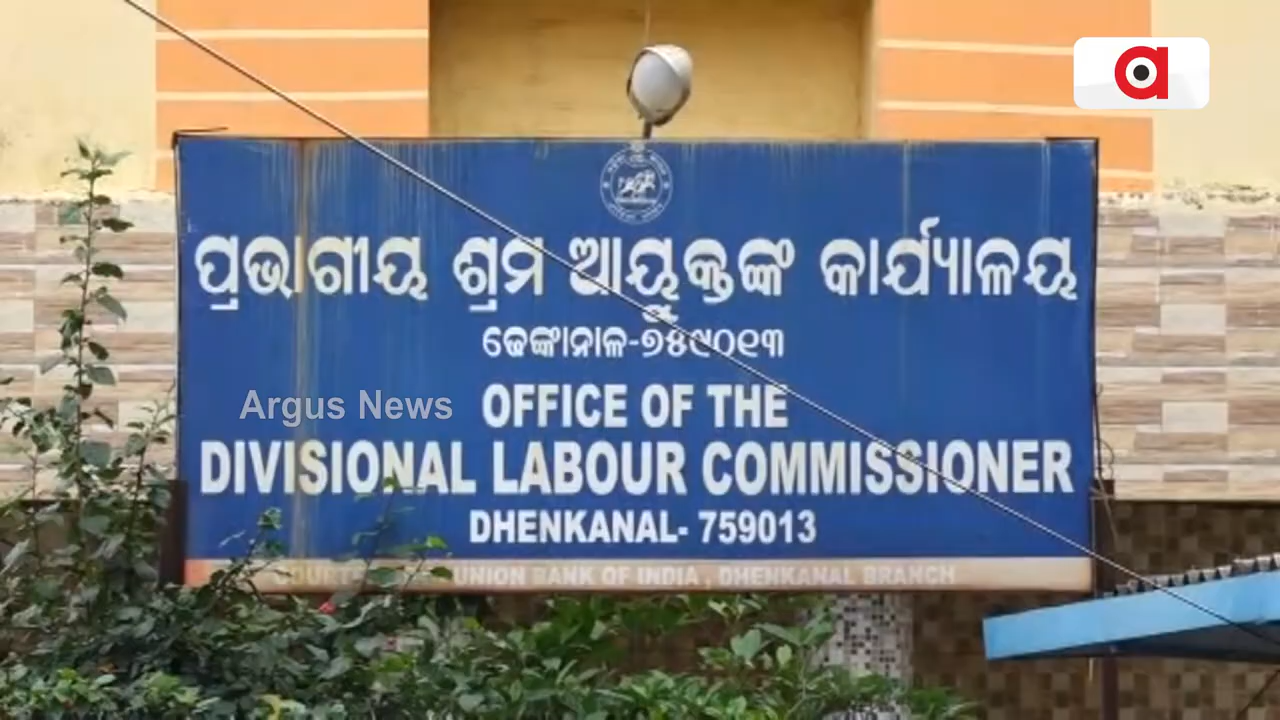 ପ୍ରଭାଗୀୟ ଶ୍ରମ ଆୟୁକ୍ତଙ୍କ କାର୍ଯ୍ୟାଳୟ
ଢେଙ୍କାନାଳ-୭୫୯୦୧୩
Argus News
OFFICE OF THE
DIVISIONAL LABOUR COMMISSIONER
DHENKANAL- 759013
UNION BANK OF INDIA , DHENKANAL BRANCH